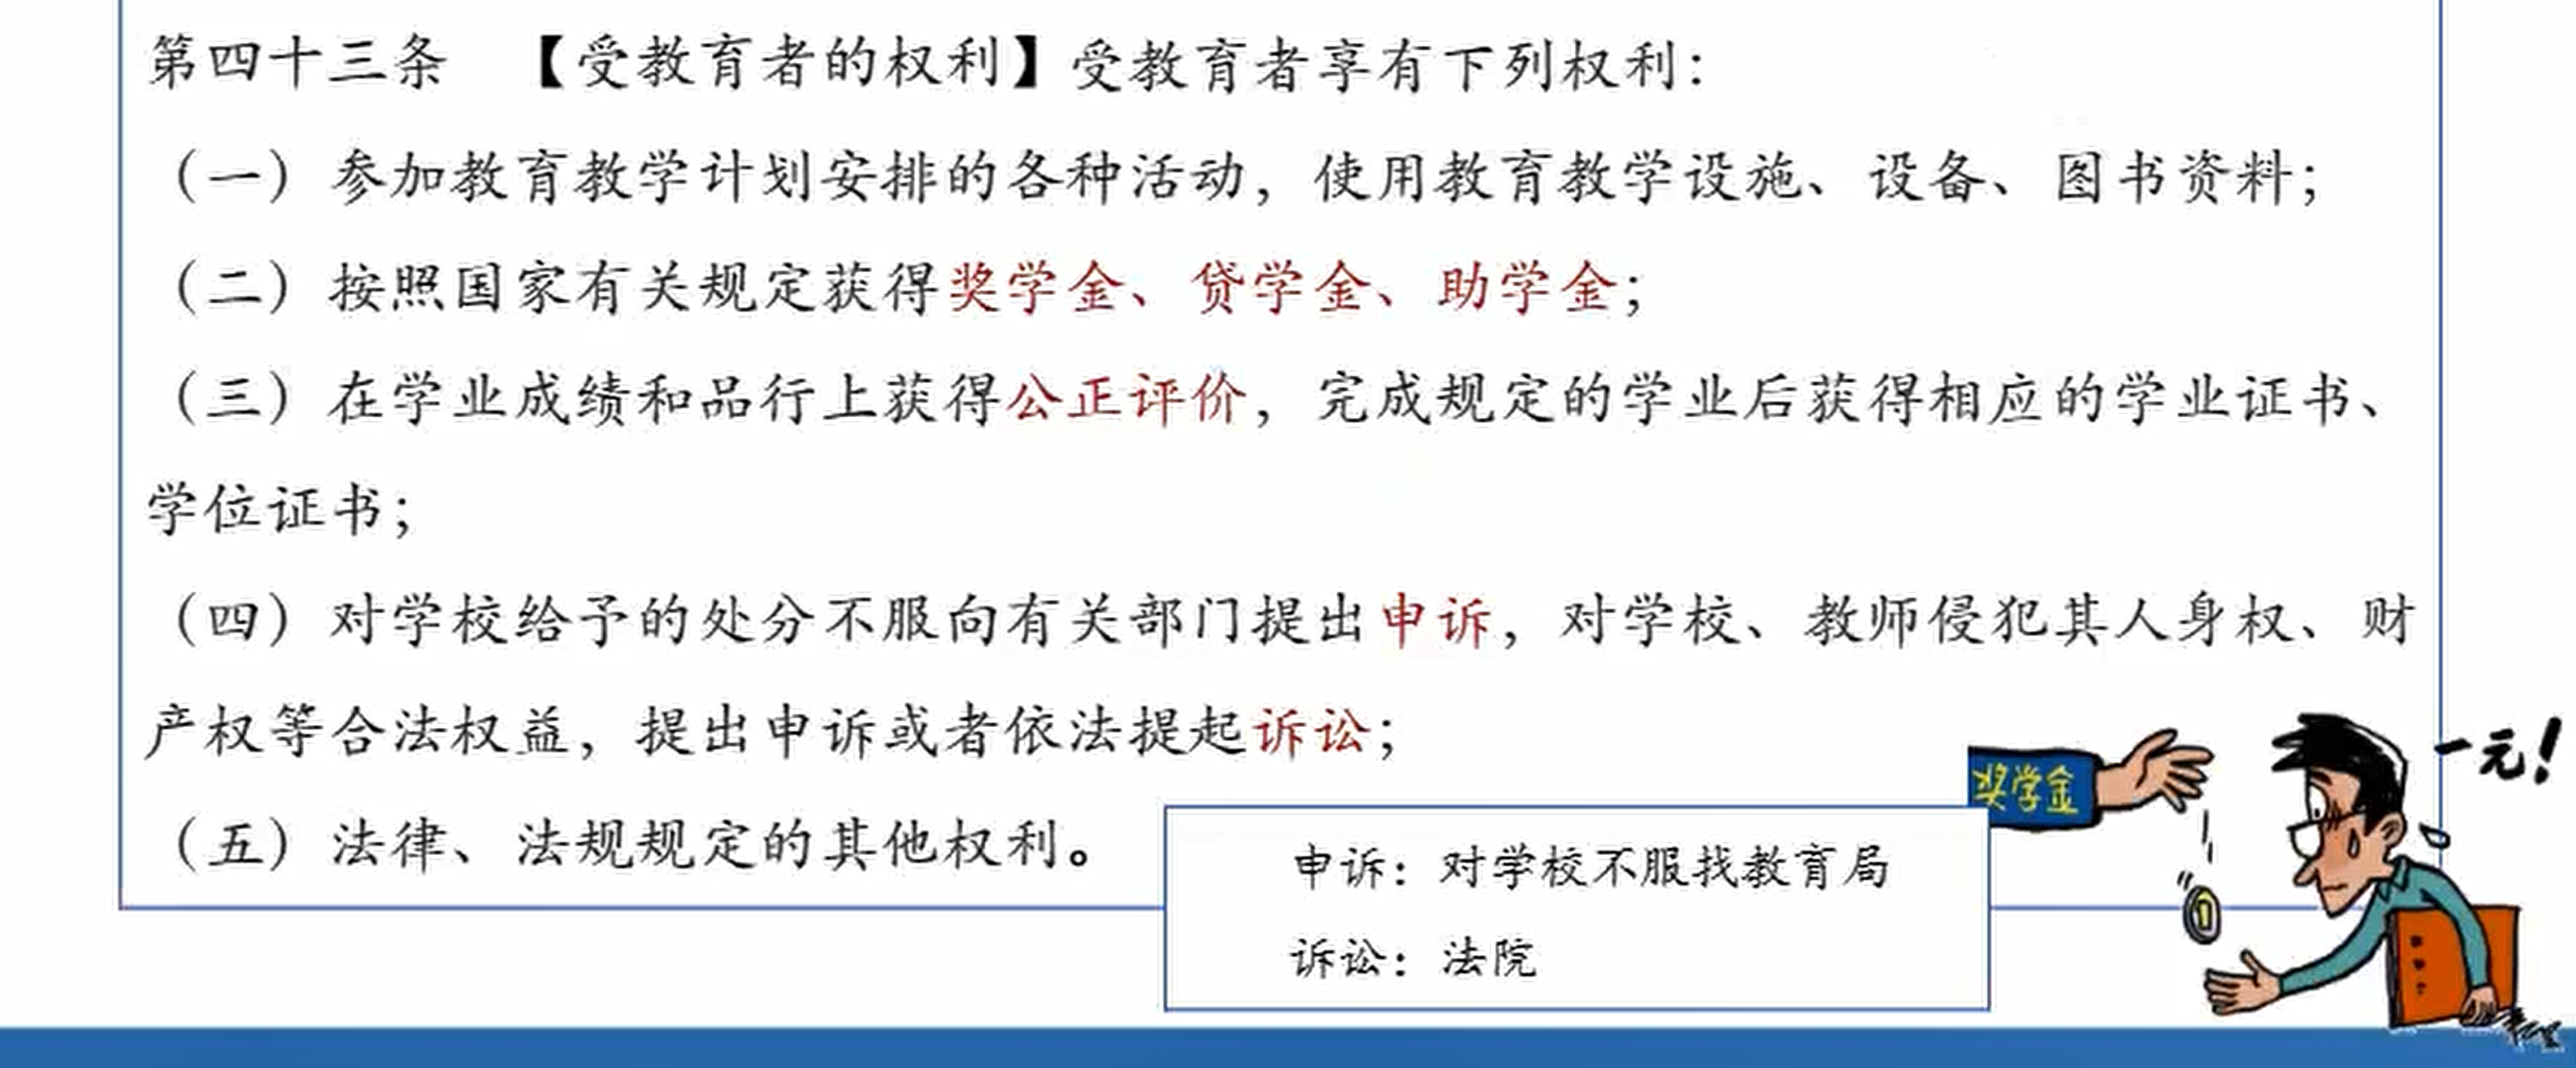 第四十三条 【受教育者的权利】受教育者享有下列权利：
（一）参加教育教学计划安排的各种活动，使用教育教学设施、设备、图书资料；
（二）按照国家有关规定获得奖学金、贷学金、助学金；
（三）在学业成绩和品行上获得公正评价，完成规定的学业后获得相应的学业证书、
学位证书；
（四）对学校给予的处分不服向有关部门提出申诉，对学校、教师侵犯其人身权、财
产权等合法权益，提出申诉或者依法提起诉讼；
（五）法律、法规规定的其他权利。
申诉：对学校不服找教育局
诉讼：法院
奖学金
一元！